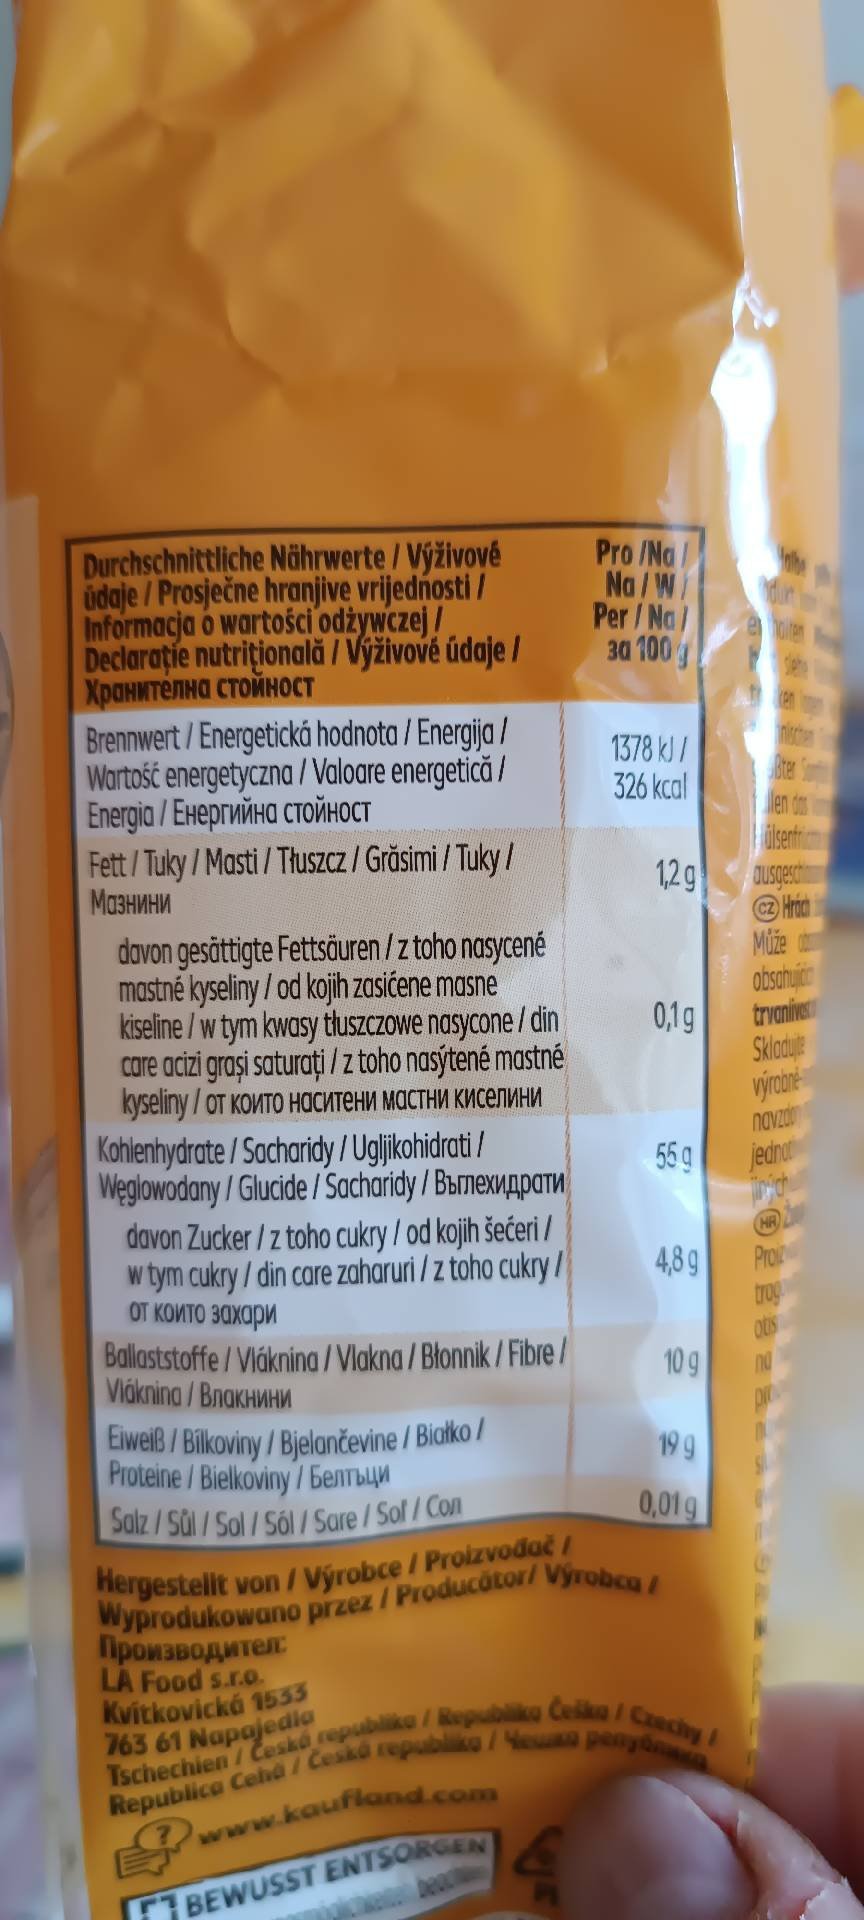 Durchschnittliche Nährwerte / Výživové
údaje / Prosječne hranjive vrijednosti /
Informacja o wartości odżywczej /
Declarație nutrițională / Výživové údaje /
Хранителна стойност
Pro /Na /
Na / W /
Per / Na /
за 100 g
Brennwert / Energetická hodnota / Energija /
Wartość energetyczna / Valoare energetică /
Energia / Енергийна стойност
1378 kJ /
326 kcal
Fett / Tuky / Masti / Tłuszcz / Grăsimi / Tuky /
Мазнини
1,2 g
davon gesättigte Fettsäuren / z toho nasycené
mastné kyseliny / od kojih zasićene masne
kiseline / w tym kwasy tłuszczowe nasycone / din
care acizi grași saturați / z toho nasýtené mastné
kyseliny / от които наситени мастни киселини
0,1 g
Kohlenhydrate / Sacharidy / Ugljikohidrati /
Węglowodany / Glucide / Sacharidy / Въглехидрати
55 g
davon Zucker / z toho cukry / od kojih šećeri /
w tym cukry / din care zaharuri / z toho cukry /
от които захари
4,8 g
Ballaststoffe / Vláknina / Vlakna / Błonnik / Fibre /
Vláknina / Влакнини
10 g
Eiweiß / Bílkoviny / Bjelančevine / Białko /
Proteine / Bielkoviny / Белтъци
19 g
Salz / Sůl / Sol / Sól / Sare / Soľ / Сол
0,01 g
Hergestellt von / Výrobce / Proizvođač /
Wyprodukowano przez / Producător/ Výrobca /
Производител:
LA Food s.r.o.
Kvítkovická 1533
763 61 Napajedla
Tschechien / Česká republika / Republika Češka / Czechy /
Republica Cehă / Česká republika / Чешка република
www.kaufland.com
BEWUSST ENTSORGEN
CZ Hrách
Může
trvanlivost
Skladujte
HR